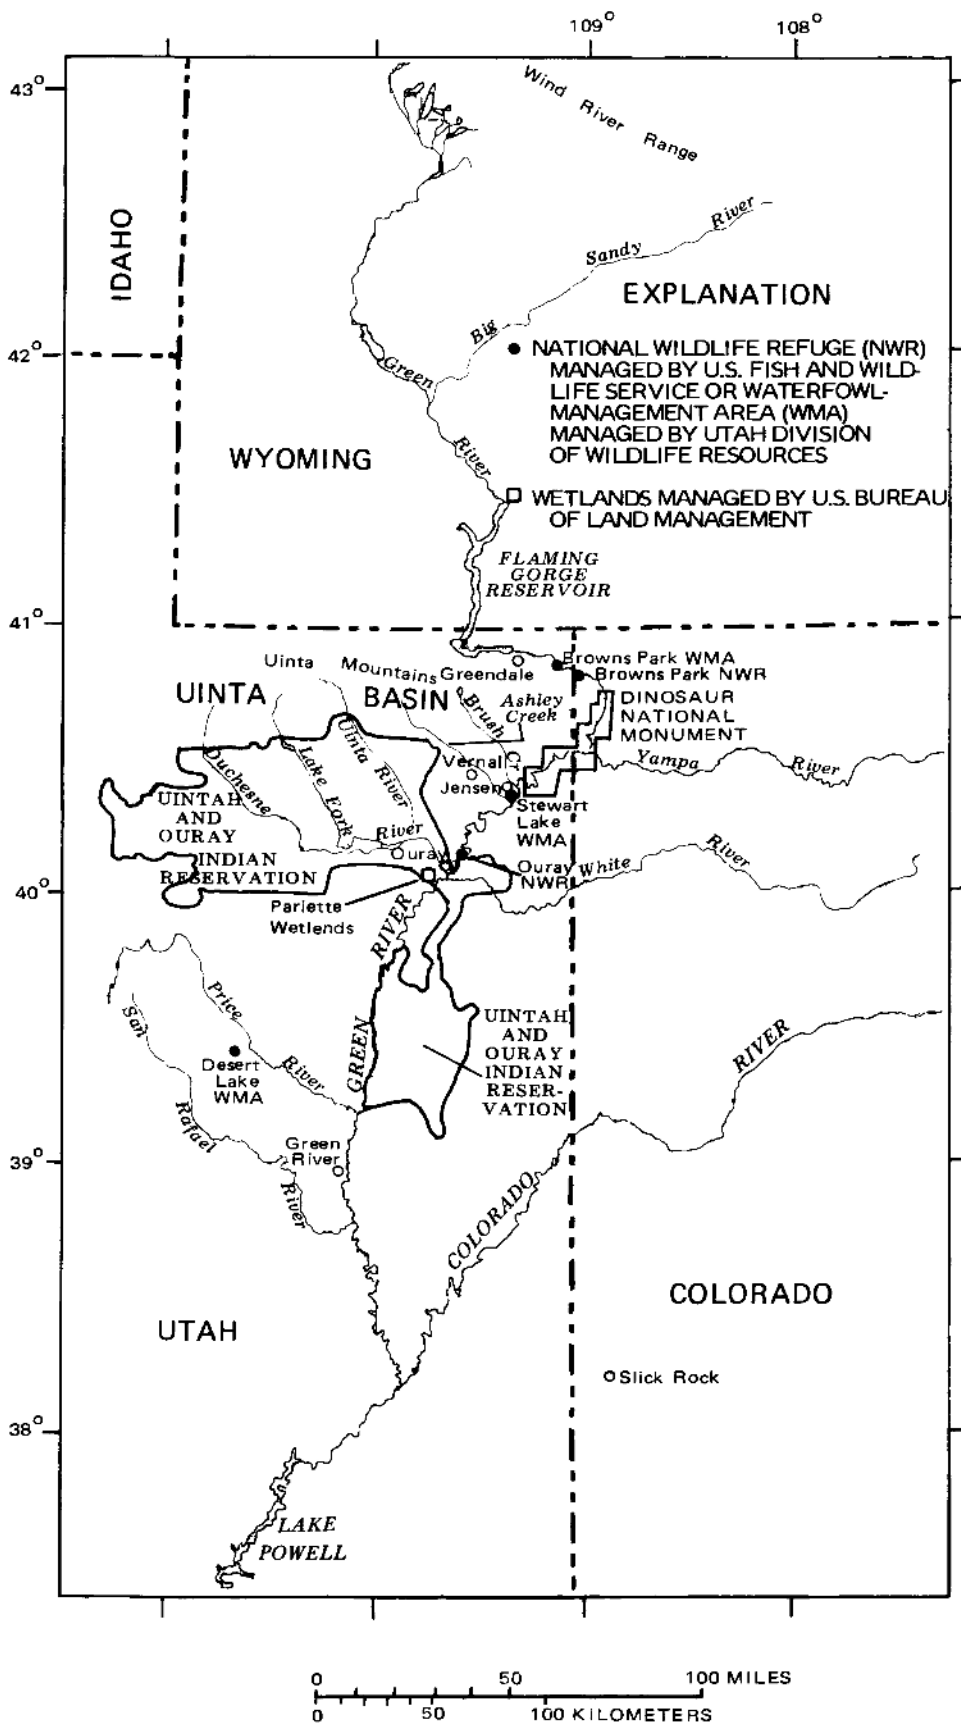 109°
108°
43°
Wind River Range
IDAHO
Big Sandy River
EXPLANATION
NATIONAL WILDLIFE REFUGE (NWR)
MANAGED BY U.S. FISH AND WILD-
LIFE SERVICE OR WATERFOWL-
MANAGEMENT AREA (WMA)
MANAGED BY UTAH DIVISION
OF WILDLIFE RESOURCES
42°
Green River
WYOMING
WETLANDS MANAGED BY U.S. BUREAU
OF LAND MANAGEMENT
FLAMING
GORGE
RESERVOIR
41°
Uinta Mountains
Greendale
Browns Park WMA
Browns Park NWR
UINTA BASIN
Ashley
Creek
Brush Cr
DINOSAUR
NATIONAL
MONUMENT
Uinta River
Lake Fork
Duchesne River
Vernall
Jensen
Yampa River
Stewart
Lake
WMA
UINTAH
AND
OURAY
INDIAN
RESERVATION
Ouray
Ouray
NWR
White River
40°
Pariette
Wetlends
GREEN RIVER
Price River
San Rafael River
Desert
Lake
WMA
UINTAH
AND
OURAY
INDIAN
RESER-
VATION
COLORADO RIVER
39°
Green
River
COLORADO
UTAH
Slick Rock
38°
LAKE
POWELL
0 50 100 MILES
0 50 100 KILOMETERS